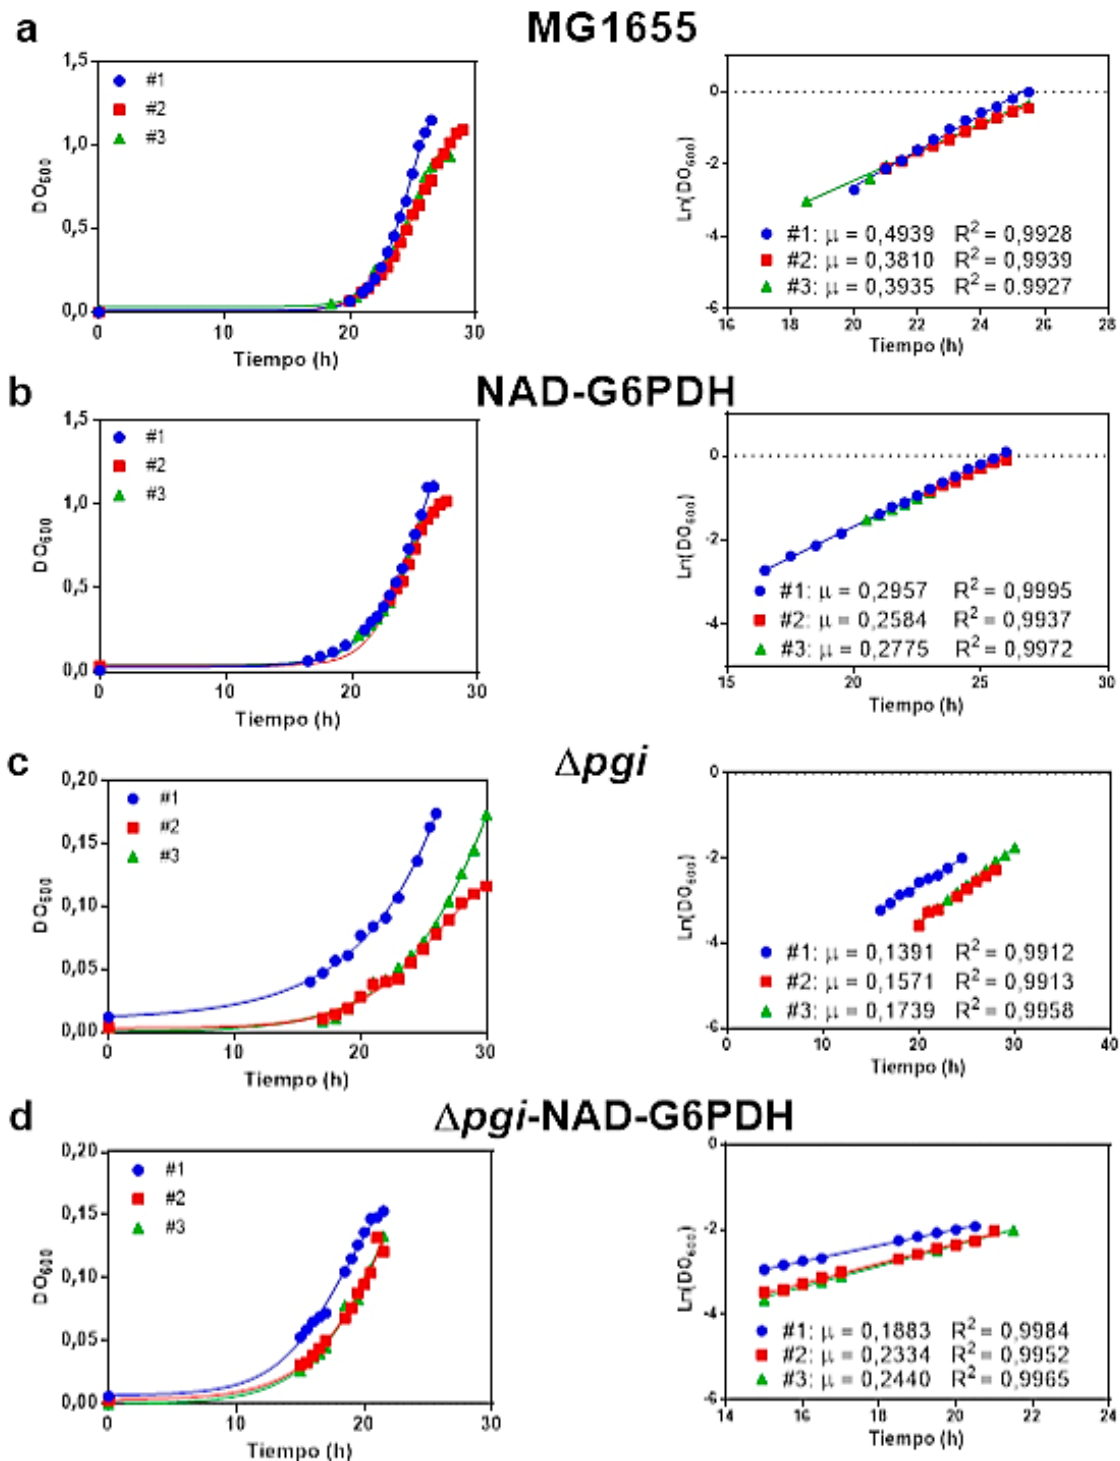 a
MG1655
1,5
1,0
0,5
0,0
DO600
#1
#2
#3
0
10
20
30
Tiempo (h)
0
-2
-4
-6
Ln(DO600)
#1: µ = 0,4939 R² = 0,9928
#2: µ = 0,3810 R² = 0,9939
#3: µ = 0,3935 R² = 0.9927
16
18
20
22
24
26
28
Tiempo (h)
b
NAD-G6PDH
1,5
1,0
0,5
0,0
DO600
#1
#2
#3
0
10
20
30
Tiempo (h)
0
-2
-4
Ln(DO600)
#1: µ = 0,2957 R² = 0,9995
#2: µ = 0,2584 R² = 0,9937
#3: µ = 0,2775 R² = 0,9972
15
20
25
30
Tiempo (h)
c
Δpgi
0,20
0,15
0,10
0,05
0,00
DO600
#1
#2
#3
0
10
20
30
Tiempo (h)
0
-2
-4
-6
Ln(DO600)
#1: µ = 0,1391 R² = 0,9912
#2: µ = 0,1571 R² = 0,9913
#3: µ = 0,1739 R² = 0,9958
0
10
20
30
40
Tiempo (h)
d
Δpgi-NAD-G6PDH
0,20
0,15
0,10
0,05
0,00
DO600
#1
#2
#3
0
10
20
30
Tiempo (h)
0
-2
-4
-6
Ln(DO600)
#1: µ = 0,1883 R² = 0,9984
#2: µ = 0,2334 R² = 0,9952
#3: µ = 0,2440 R² = 0,9965
14
16
18
20
22
24
Tiempo (h)